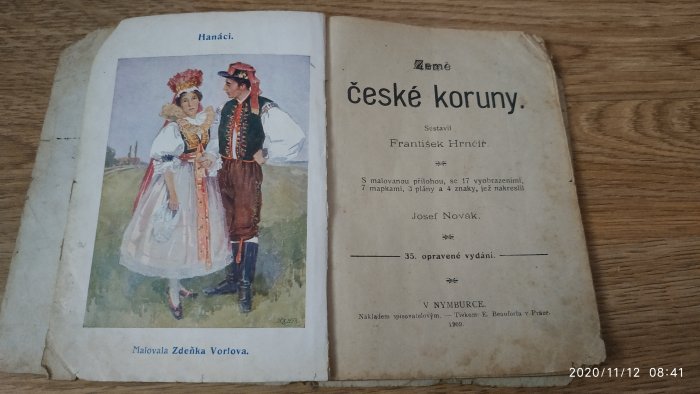 Hanáci.
Malovala Zdeňka Vorlova.
Země
české koruny.
Sestavil
František Hrnčíř.
S malovanou přílohou, se 17 vyobrazeními,
7 mapkami, 3 plány a 4 znaky, jež nakreslil
Josef Novák.
35. opravené vydání.
V NYMBURCE.
Nákladem spisovatelovým. — Tiskem E. Beauforta v Praze.
1909.
2020/11/12 08:41